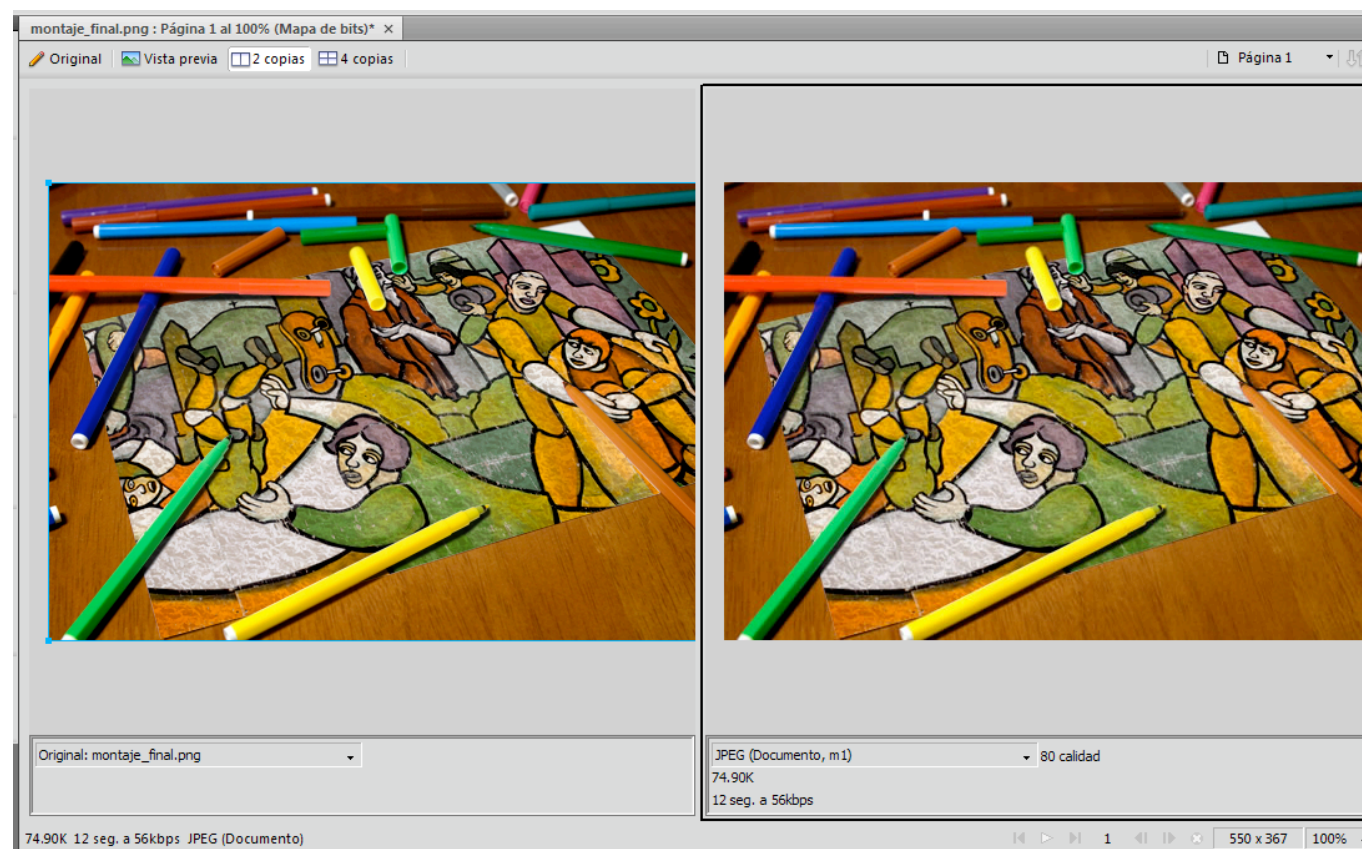 montaje_final.png : Página 1 al 100% (Mapa de bits)* ×
Original Vista previa 2 copias 4 copias Página 1
Original: montaje_final.png
JPEG (Documento, m1) 80 calidad
74.90K
12 seg. a 56kbps
74.90K 12 seg. a 56kbps JPEG (Documento) 1 550 x 367 100%